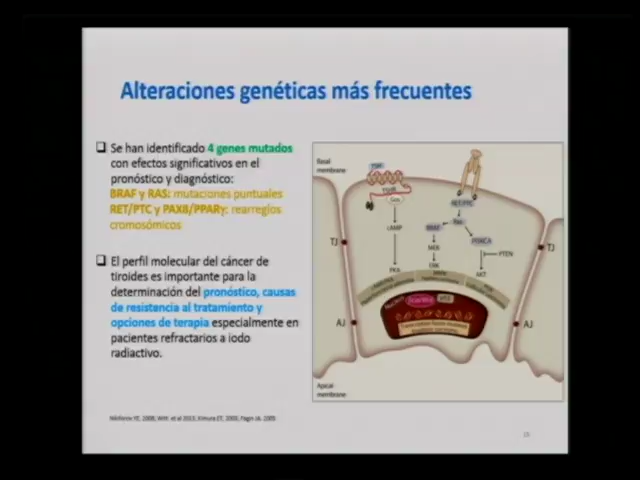 Alteraciones genéticas más frecuentes
❑ Se han identificado 4 genes mutados
con efectos significativos en el
pronóstico y diagnóstico:
BRAF y RAS: mutaciones puntuales
RET/PTC y PAX8/PPARγ: rearreglos
cromosómicos
❑ El perfil molecular del cáncer de
tiroides es importante para la
determinación del pronóstico, causas
de resistencia al tratamiento y
opciones de terapia especialmente en
pacientes refractarios a iodo
radiactivo.
Basal
membrane
TSHR
Gsα
RET/PTC
Ras
cAMP
BRAF
PI3KCA
MEK
PTEN
TJ
TJ
ERK
AKT
PKA
AJ
AJ
Apical
membrane
15